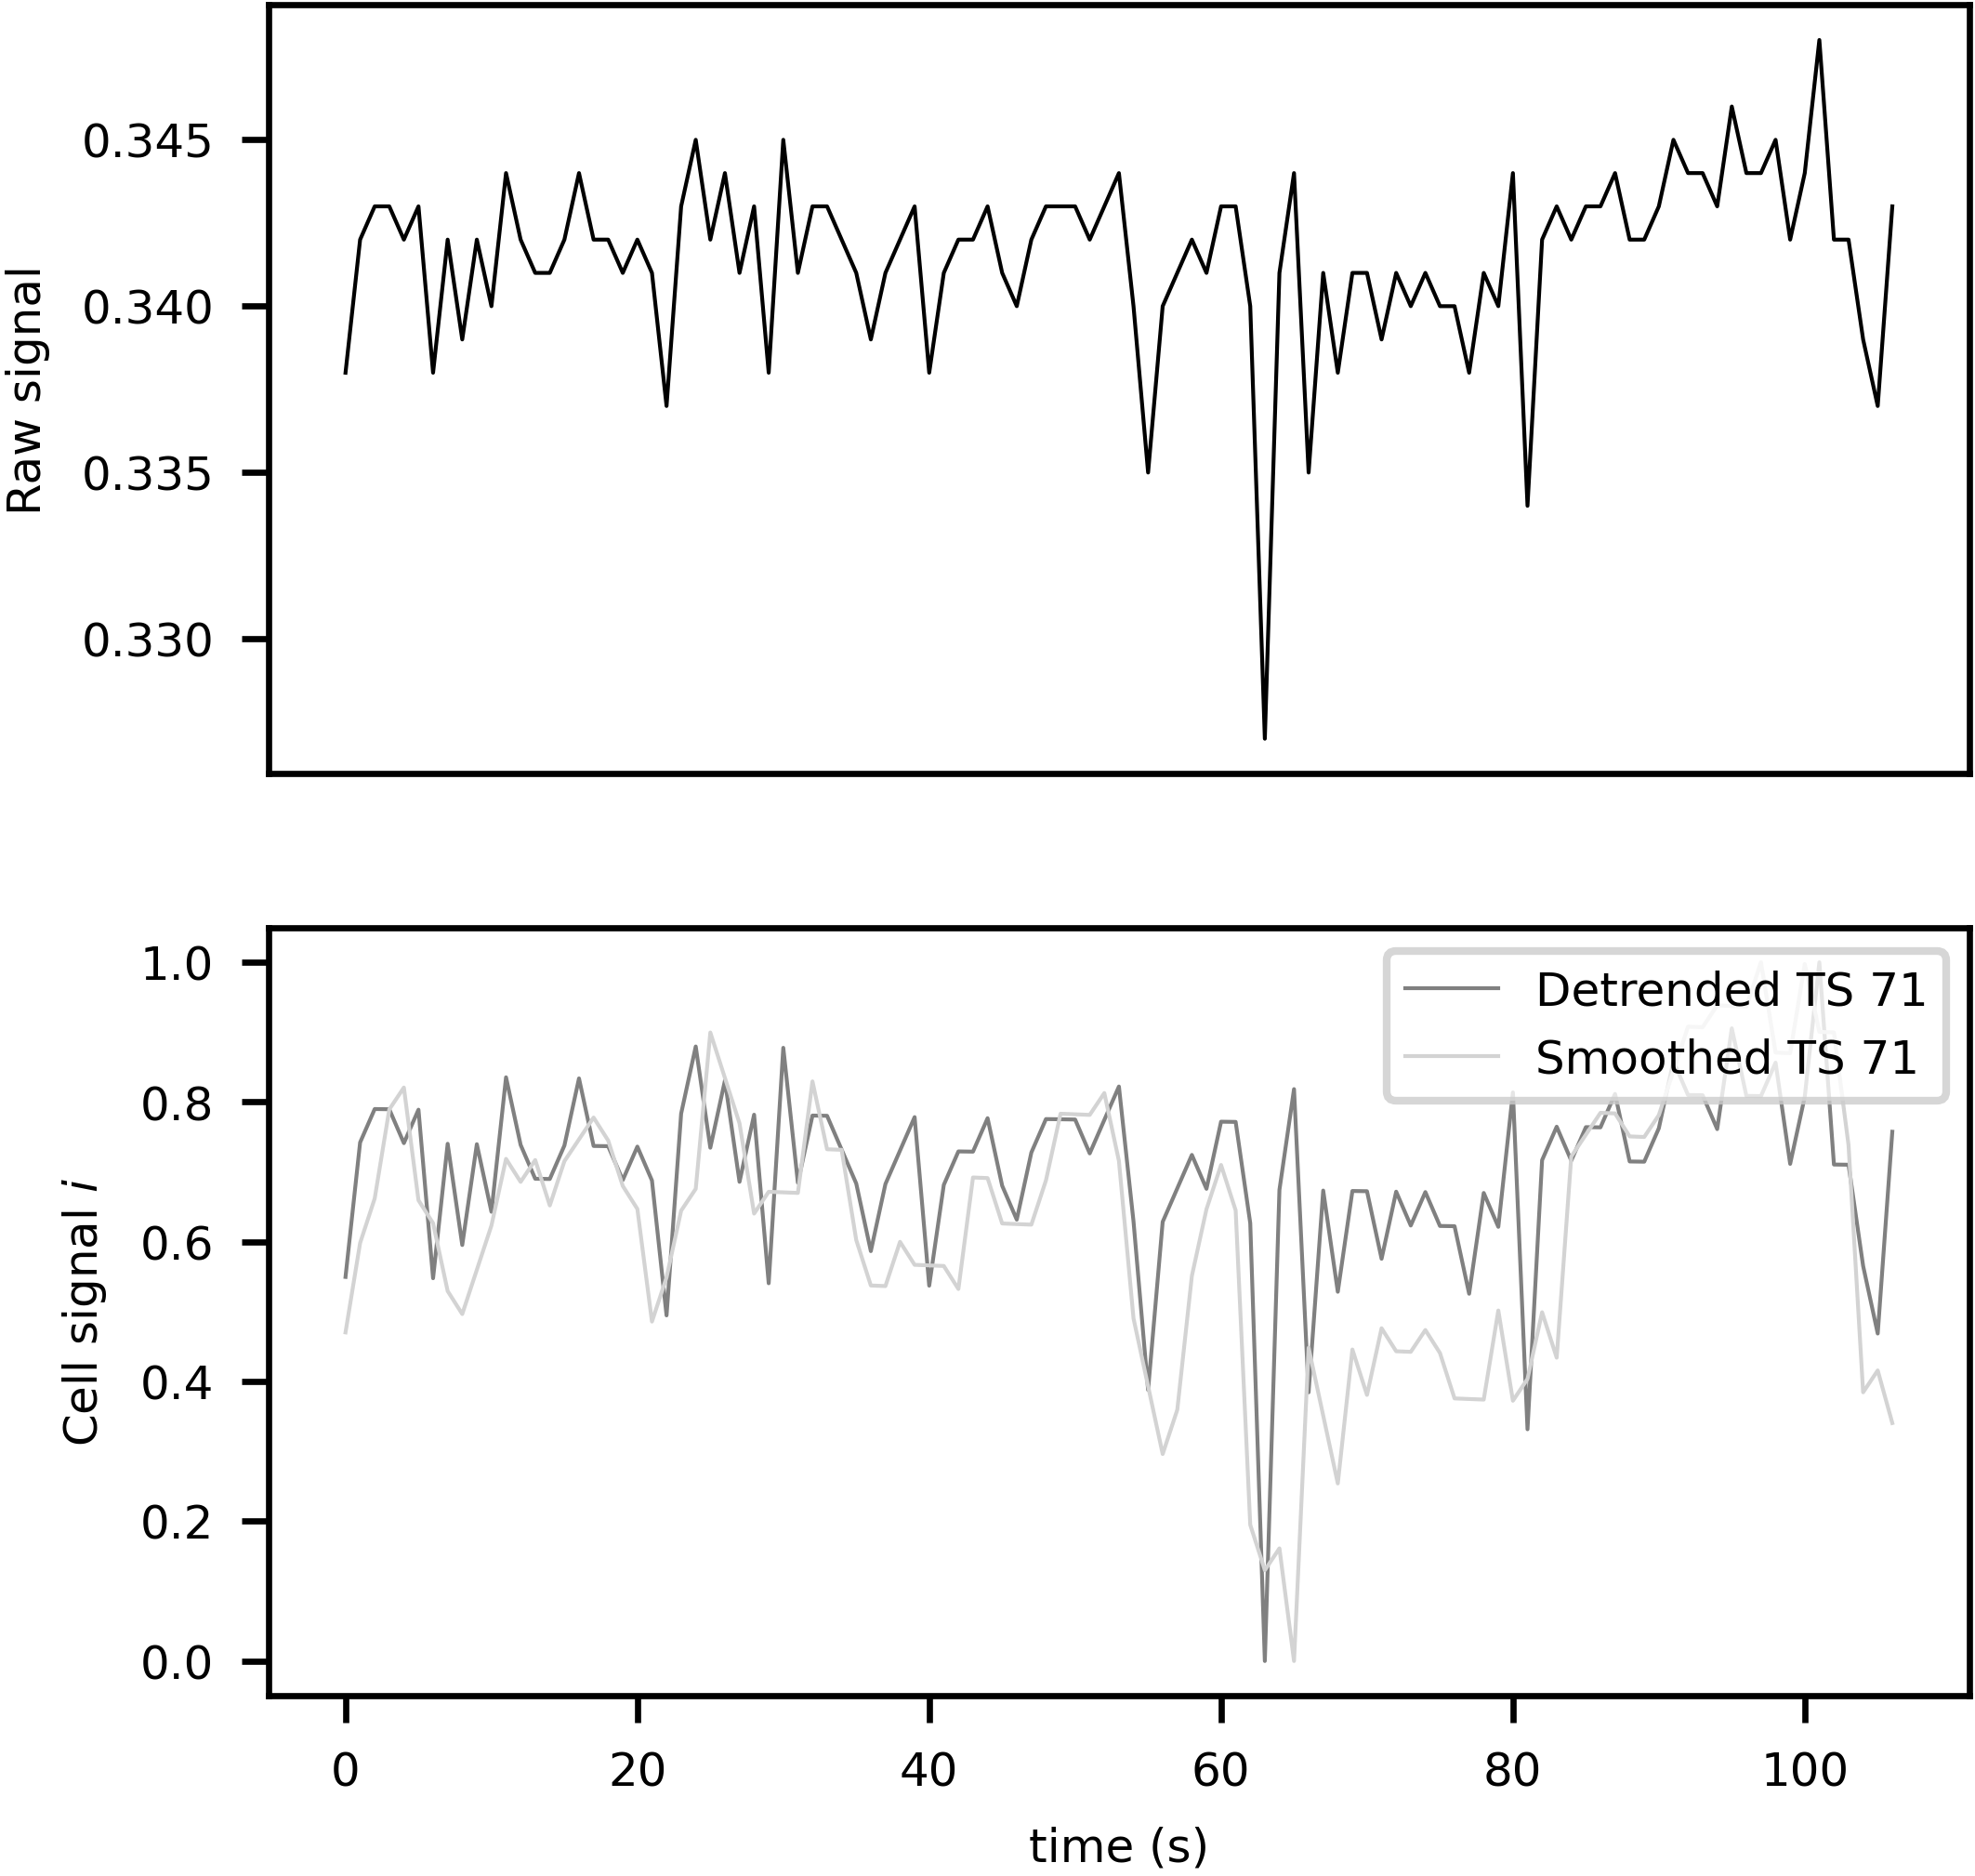 0.345
0.340
0.335
0.330
Raw signal
1.0
0.8
0.6
0.4
0.2
0.0
Cell signal i
Detrended TS 71
Smoothed TS 71
0 20 40 60 80 100
time (s)